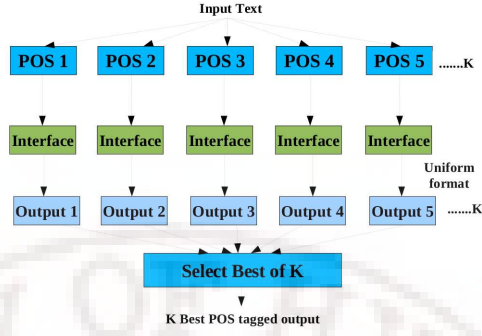 Input Text
POS 1 POS 2 POS 3 POS 4 POS 5 .......K
Interface Interface Interface Interface Interface
Uniform
format
Output 1 Output 2 Output 3 Output 4 Output 5 .......K
Select Best of K
K Best POS tagged output